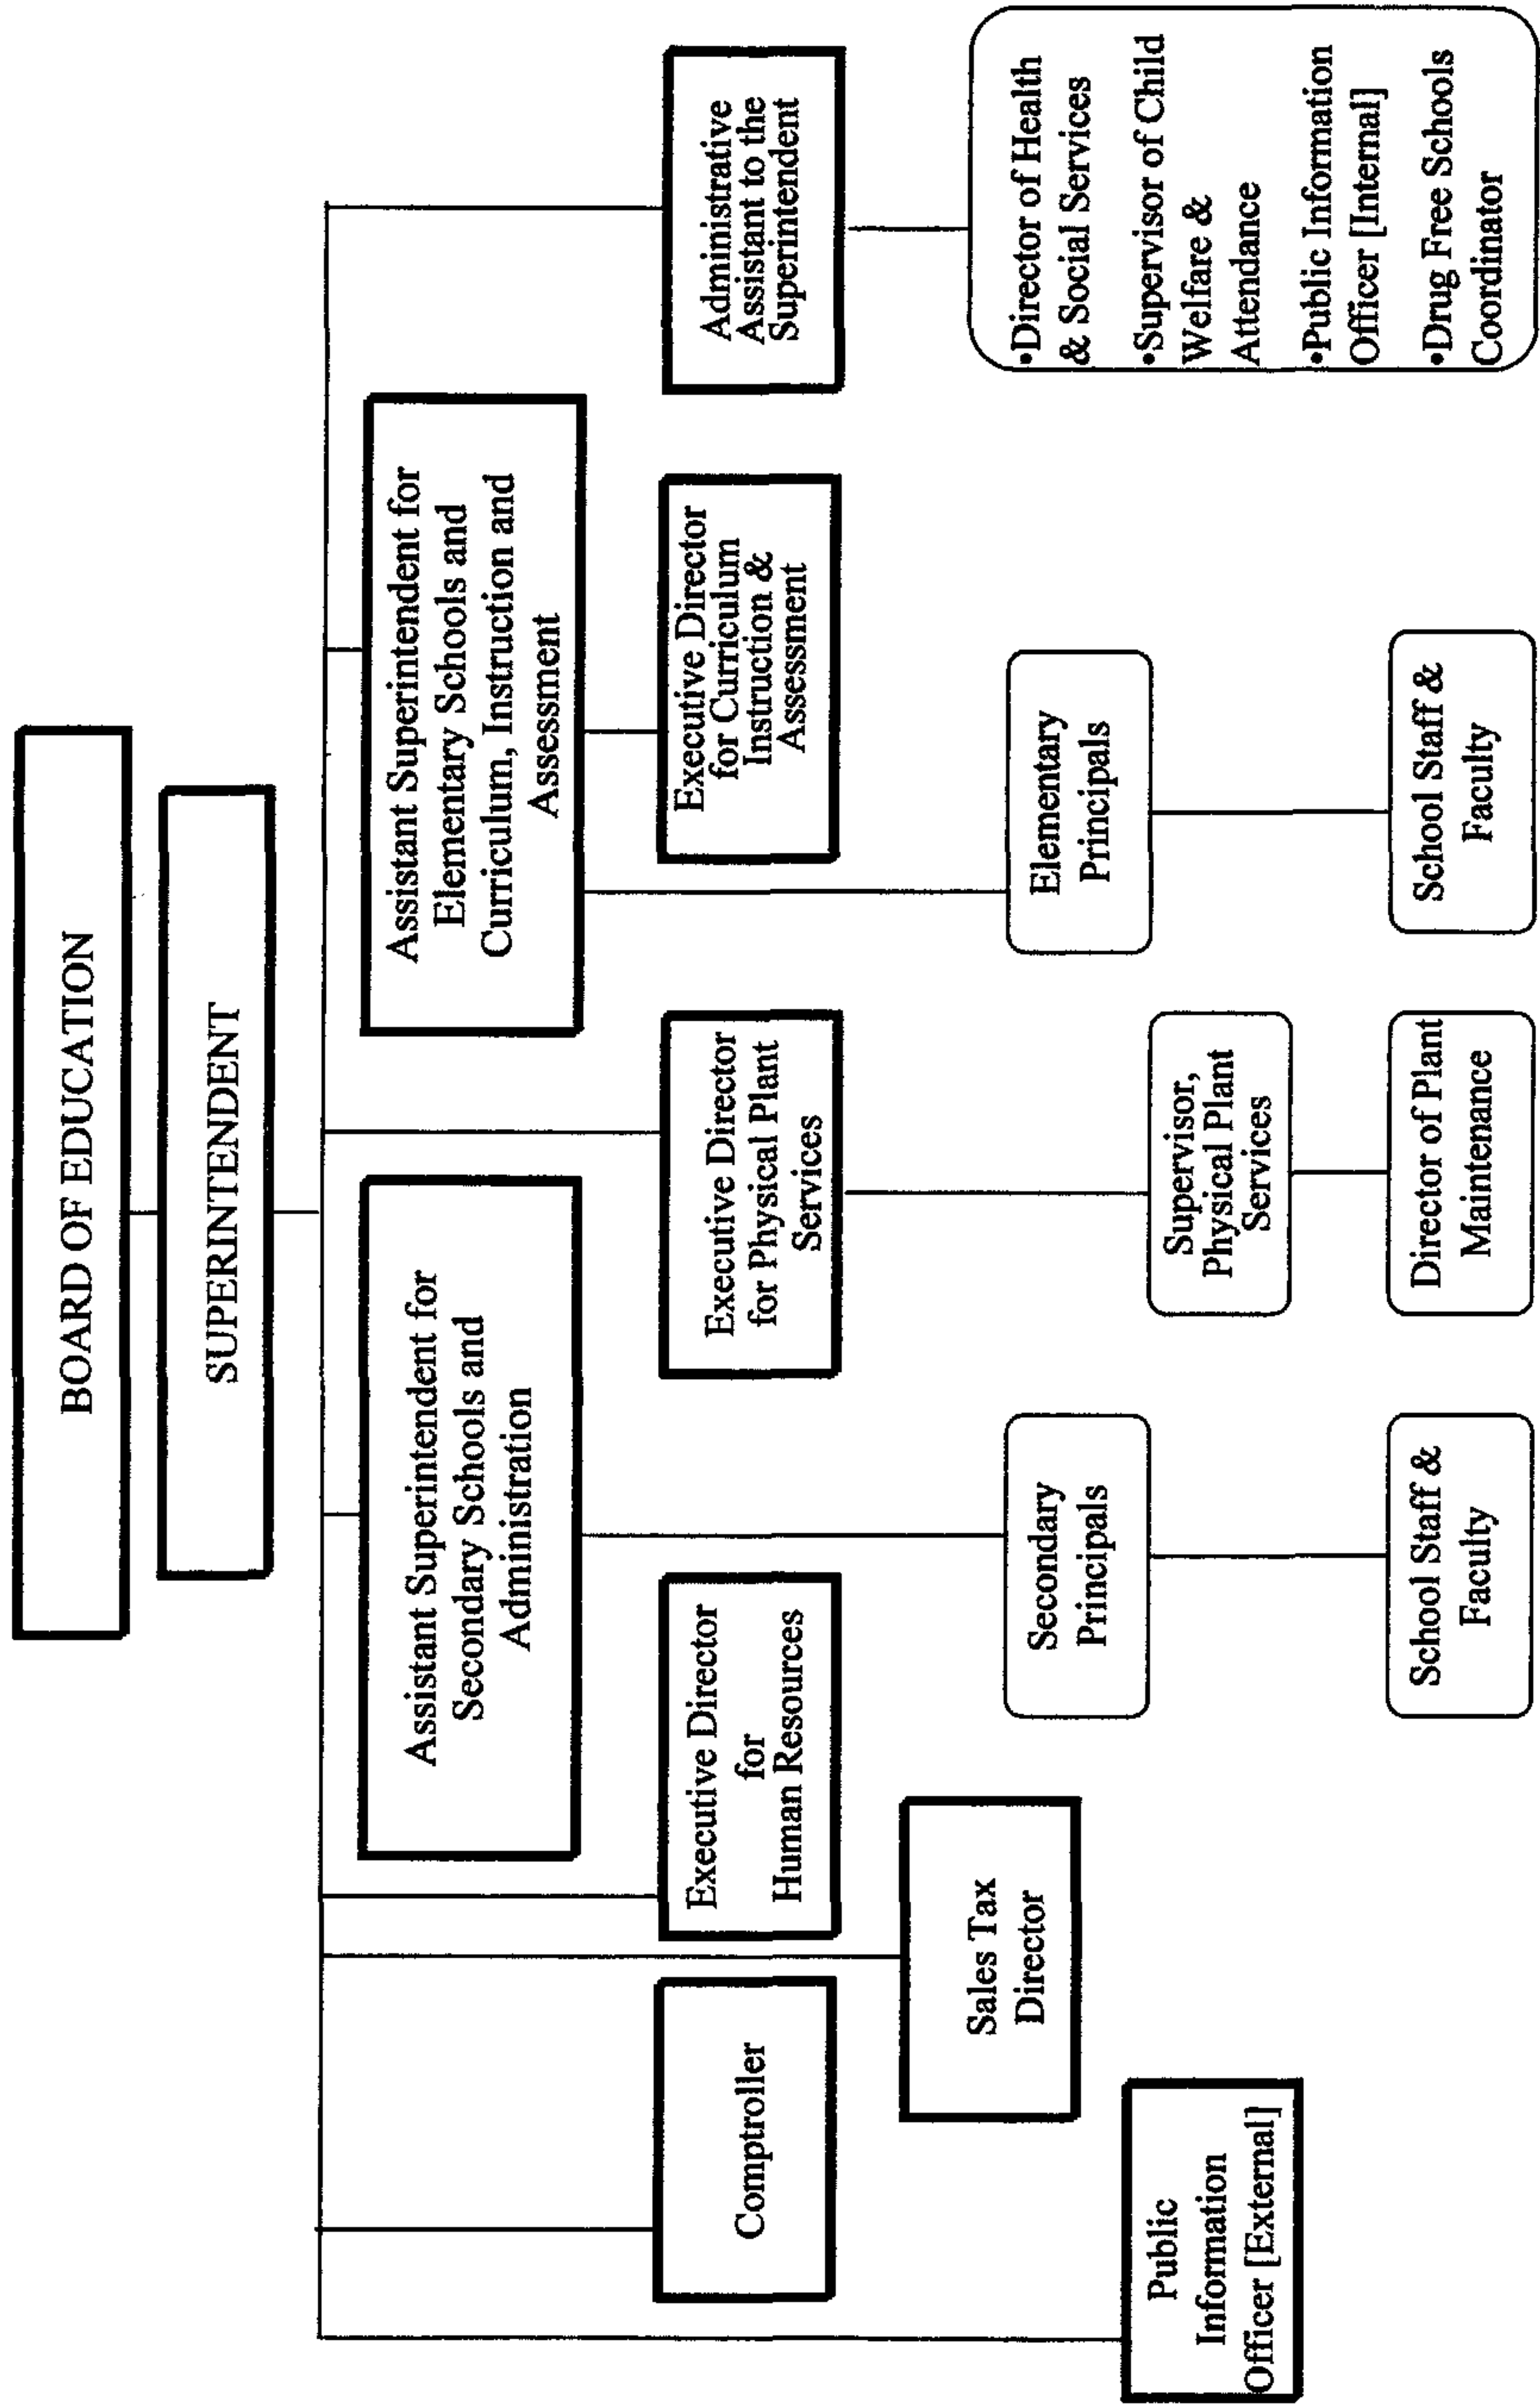 BOARD OF EDUCATION
SUPERINTENDENT
Assistant Superintendent for
Secondary Schools and
Administration
Assistant Superintendent for
Elementary Schools and
Curriculum, Instruction and
Assessment
Comptroller
Executive Director
for
Human Resources
Executive Director
for Physical Plant
Services
Executive Director
for Curriculum
Instruction &
Assessment
Administrative
Assistant to the
Superintendent
Sales Tax
Director
Public
Information
Officer [External]
Secondary
Principals
Supervisor,
Physical Plant
Services
Elementary
Principals
•Director of Health
& Social Services
•Supervisor of Child
Welfare &
Attendance
•Public Information
Officer [Internal]
•Drug Free Schools
Coordinator
School Staff &
Faculty
Director of Plant
Maintenance
School Staff &
Faculty